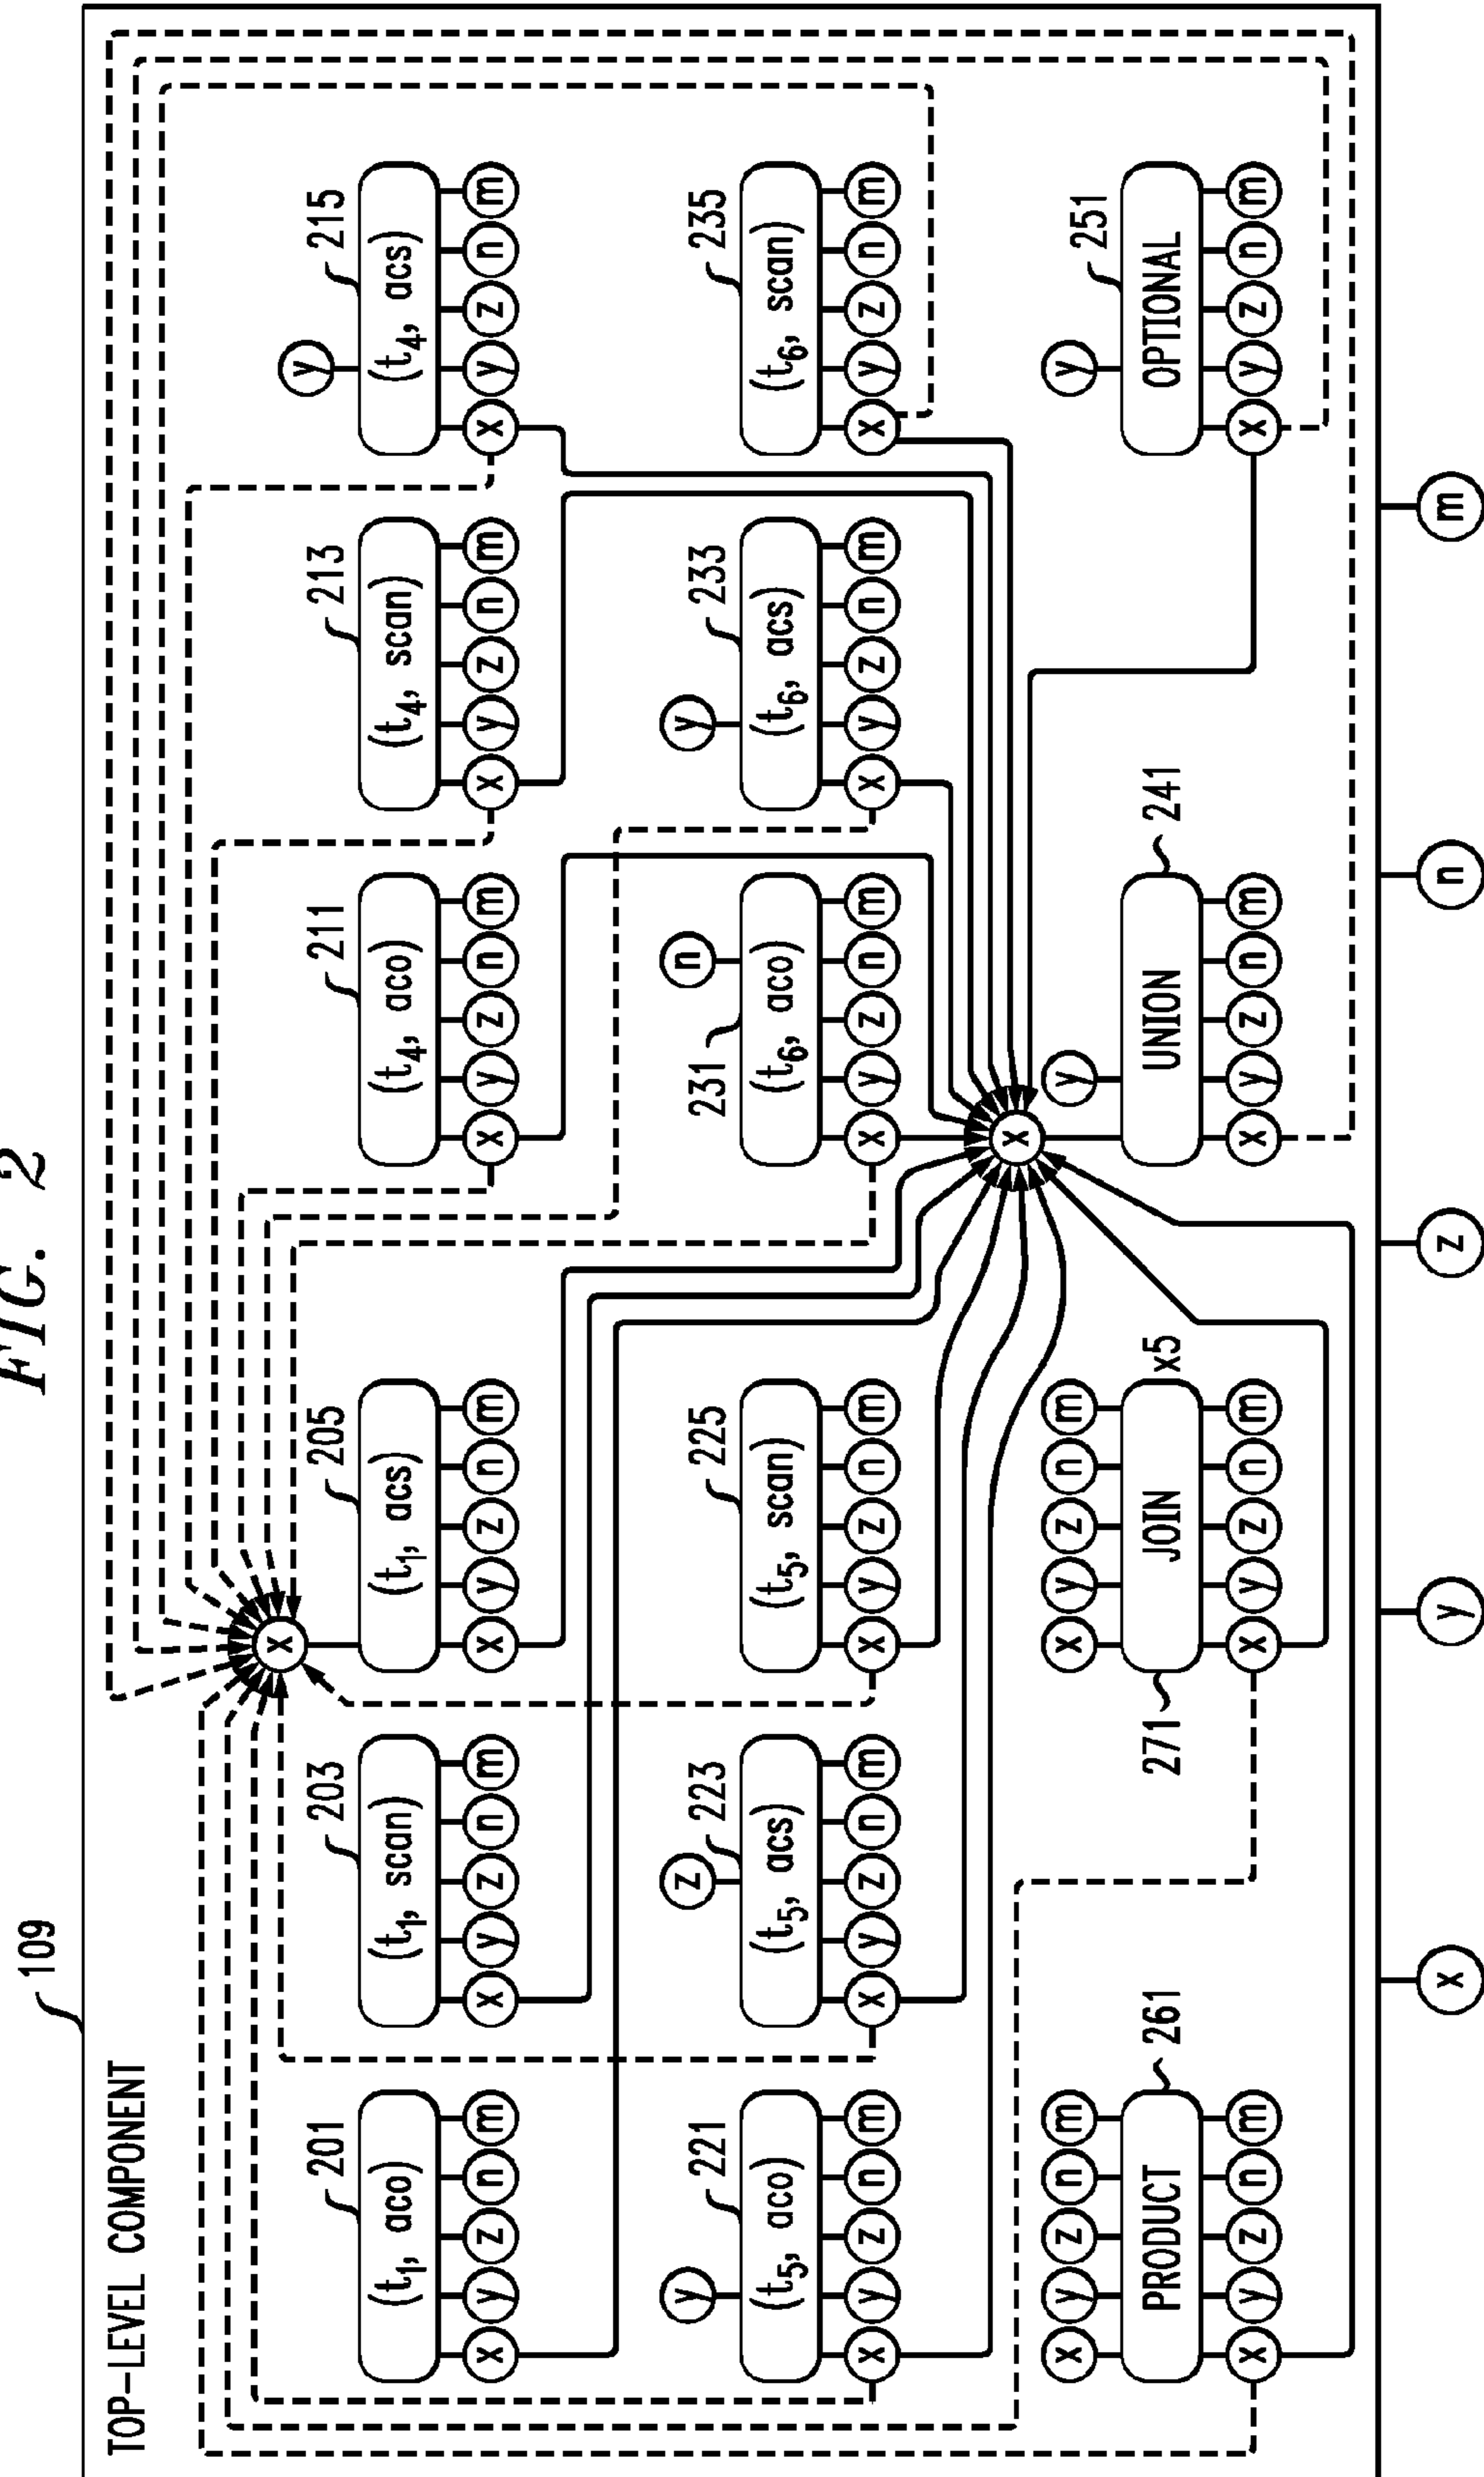 FIG. 2
109
TOP-LEVEL COMPONENT
x
201 203 205 211 213 215
y
(t1, aco) (t1, scan) (t1, acs) (t4, aco) (t4, scan) (t4, acs)
x y z n m x y z n m x y z n m x y z n m x y z n m x y z n m
221 223 225 231 233 235
y z n y
(t5, aco) (t5, acs) (t5, scan) (t6, aco) (t6, acs) (t6, scan)
x y z n m x y z n m x y z n m x y z n m x y z n m x y z n m
x
261 271 x5 241 251
x y z n m x y z n m y y
PRODUCT JOIN UNION OPTIONAL
x y z n m x y z n m x y z n m x y z n m
x y z n m